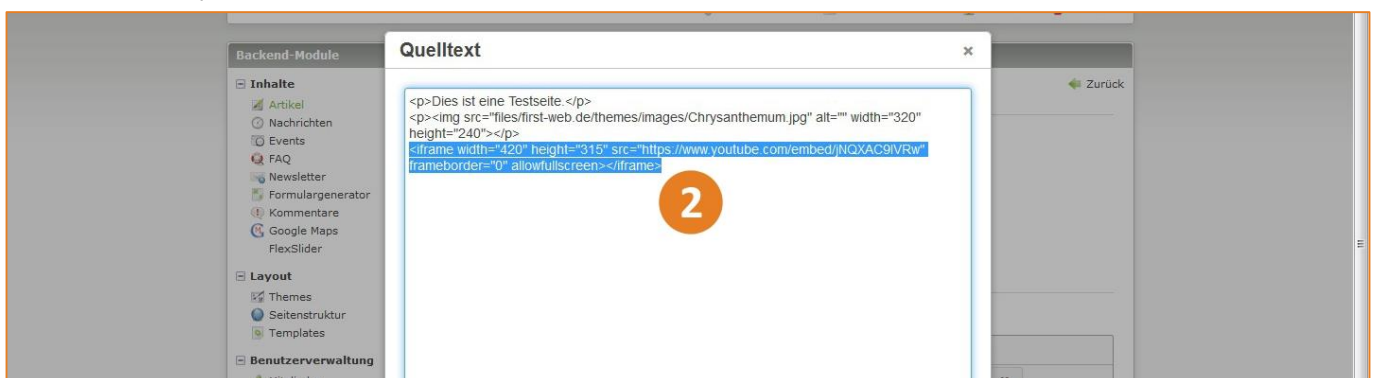 Quelltext
×
Backend-Module
Inhalte
Zurück
Artikel
Nachrichten
Events
FAQ
Newsletter
Formulargenerator
Kommentare
Google Maps
FlexSlider
Layout
Themes
Seitenstruktur
Templates
Benutzerverwaltung
<p>Dies ist eine Testseite.</p>
<p><img src="files/first-web.de/themes/images/Chrysanthemum.jpg" alt="" width="320"
height="240"></p>
<iframe width="420" height="315" src="https://www.youtube.com/embed/jNQXAC9IVRw"
frameborder="0" allowfullscreen></iframe>
2